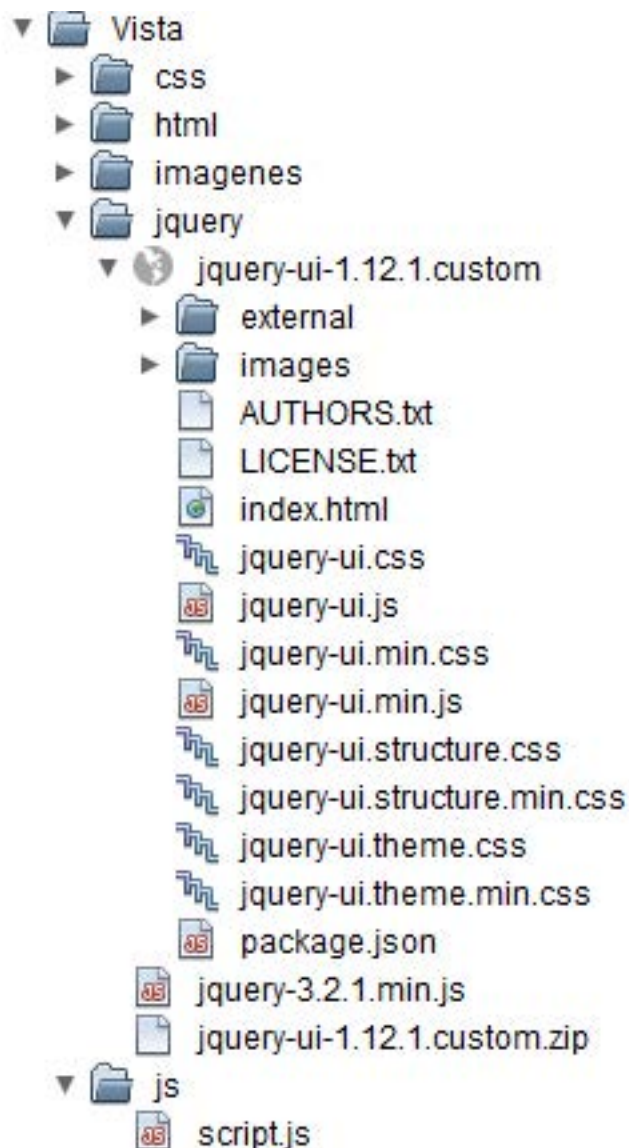 Vista
css
html
imagenes
jquery
jquery-ui-1.12.1.custom
external
images
AUTHORS.txt
LICENSE.txt
index.html
jquery-ui.css
jquery-ui.js
jquery-ui.min.css
jquery-ui.min.js
jquery-ui.structure.css
jquery-ui.structure.min.css
jquery-ui.theme.css
jquery-ui.theme.min.css
package.json
jquery-3.2.1.min.js
jquery-ui-1.12.1.custom.zip
js
script.js